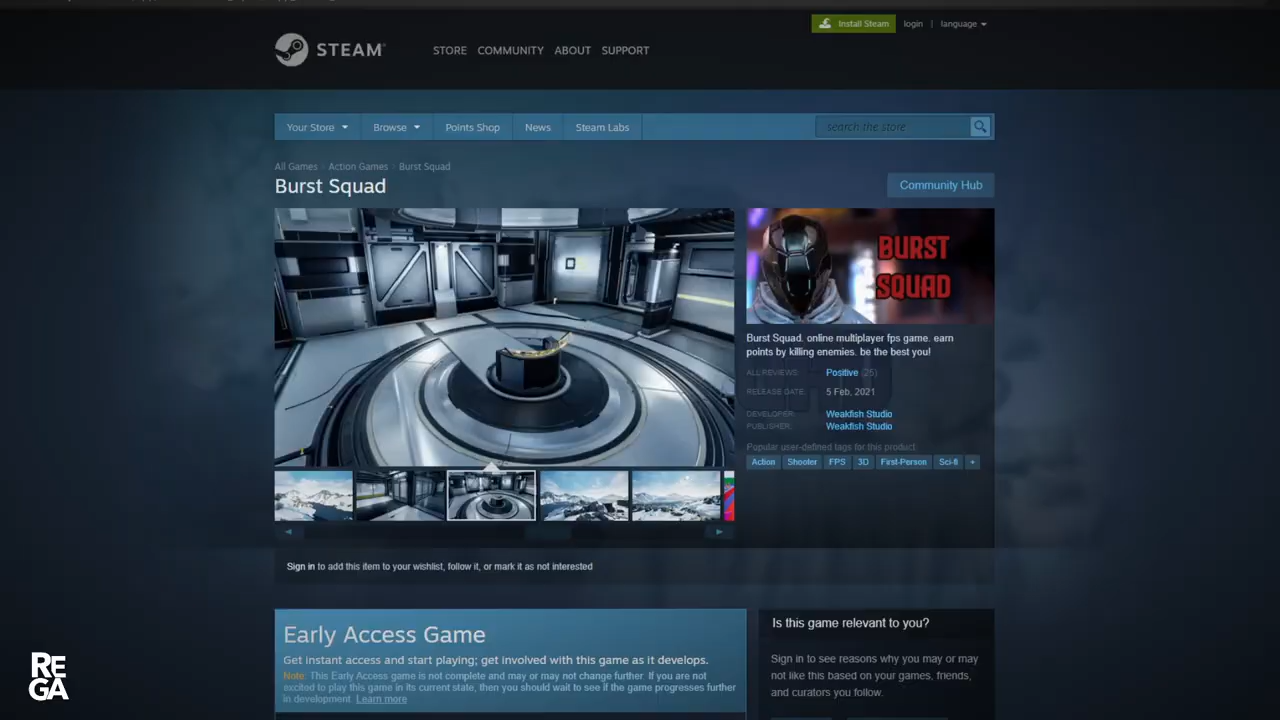 Install Steam
login
language
STEAM
STORE
COMMUNITY
ABOUT
SUPPORT
Your Store
Browse
Points Shop
News
Steam Labs
search the store
All Games
Action Games
Burst Squad
Burst Squad
Community Hub
BURST
SQUAD
Burst Squad. online multiplayer fps game. earn
points by killing enemies. be the best you!
ALL REVIEWS:
Positive (25)
RELEASE DATE:
5 Feb, 2021
DEVELOPER:
Weakfish Studio
PUBLISHER:
Weakfish Studio
Popular user-defined tags for this product:
Action
Shooter
FPS
3D
First-Person
Sci-fi
+
Sign in to add this item to your wishlist, follow it, or mark it as not interested
Early Access Game
Get instant access and start playing; get involved with this game as it develops.
Note: This Early Access game is not complete and may or may not change further. If you are not
excited to play this game in its current state, then you should wait to see if the game progresses further
in development. Learn more
Is this game relevant to you?
Sign in to see reasons why you may or may
not like this based on your games, friends,
and curators you follow.
RE
GA